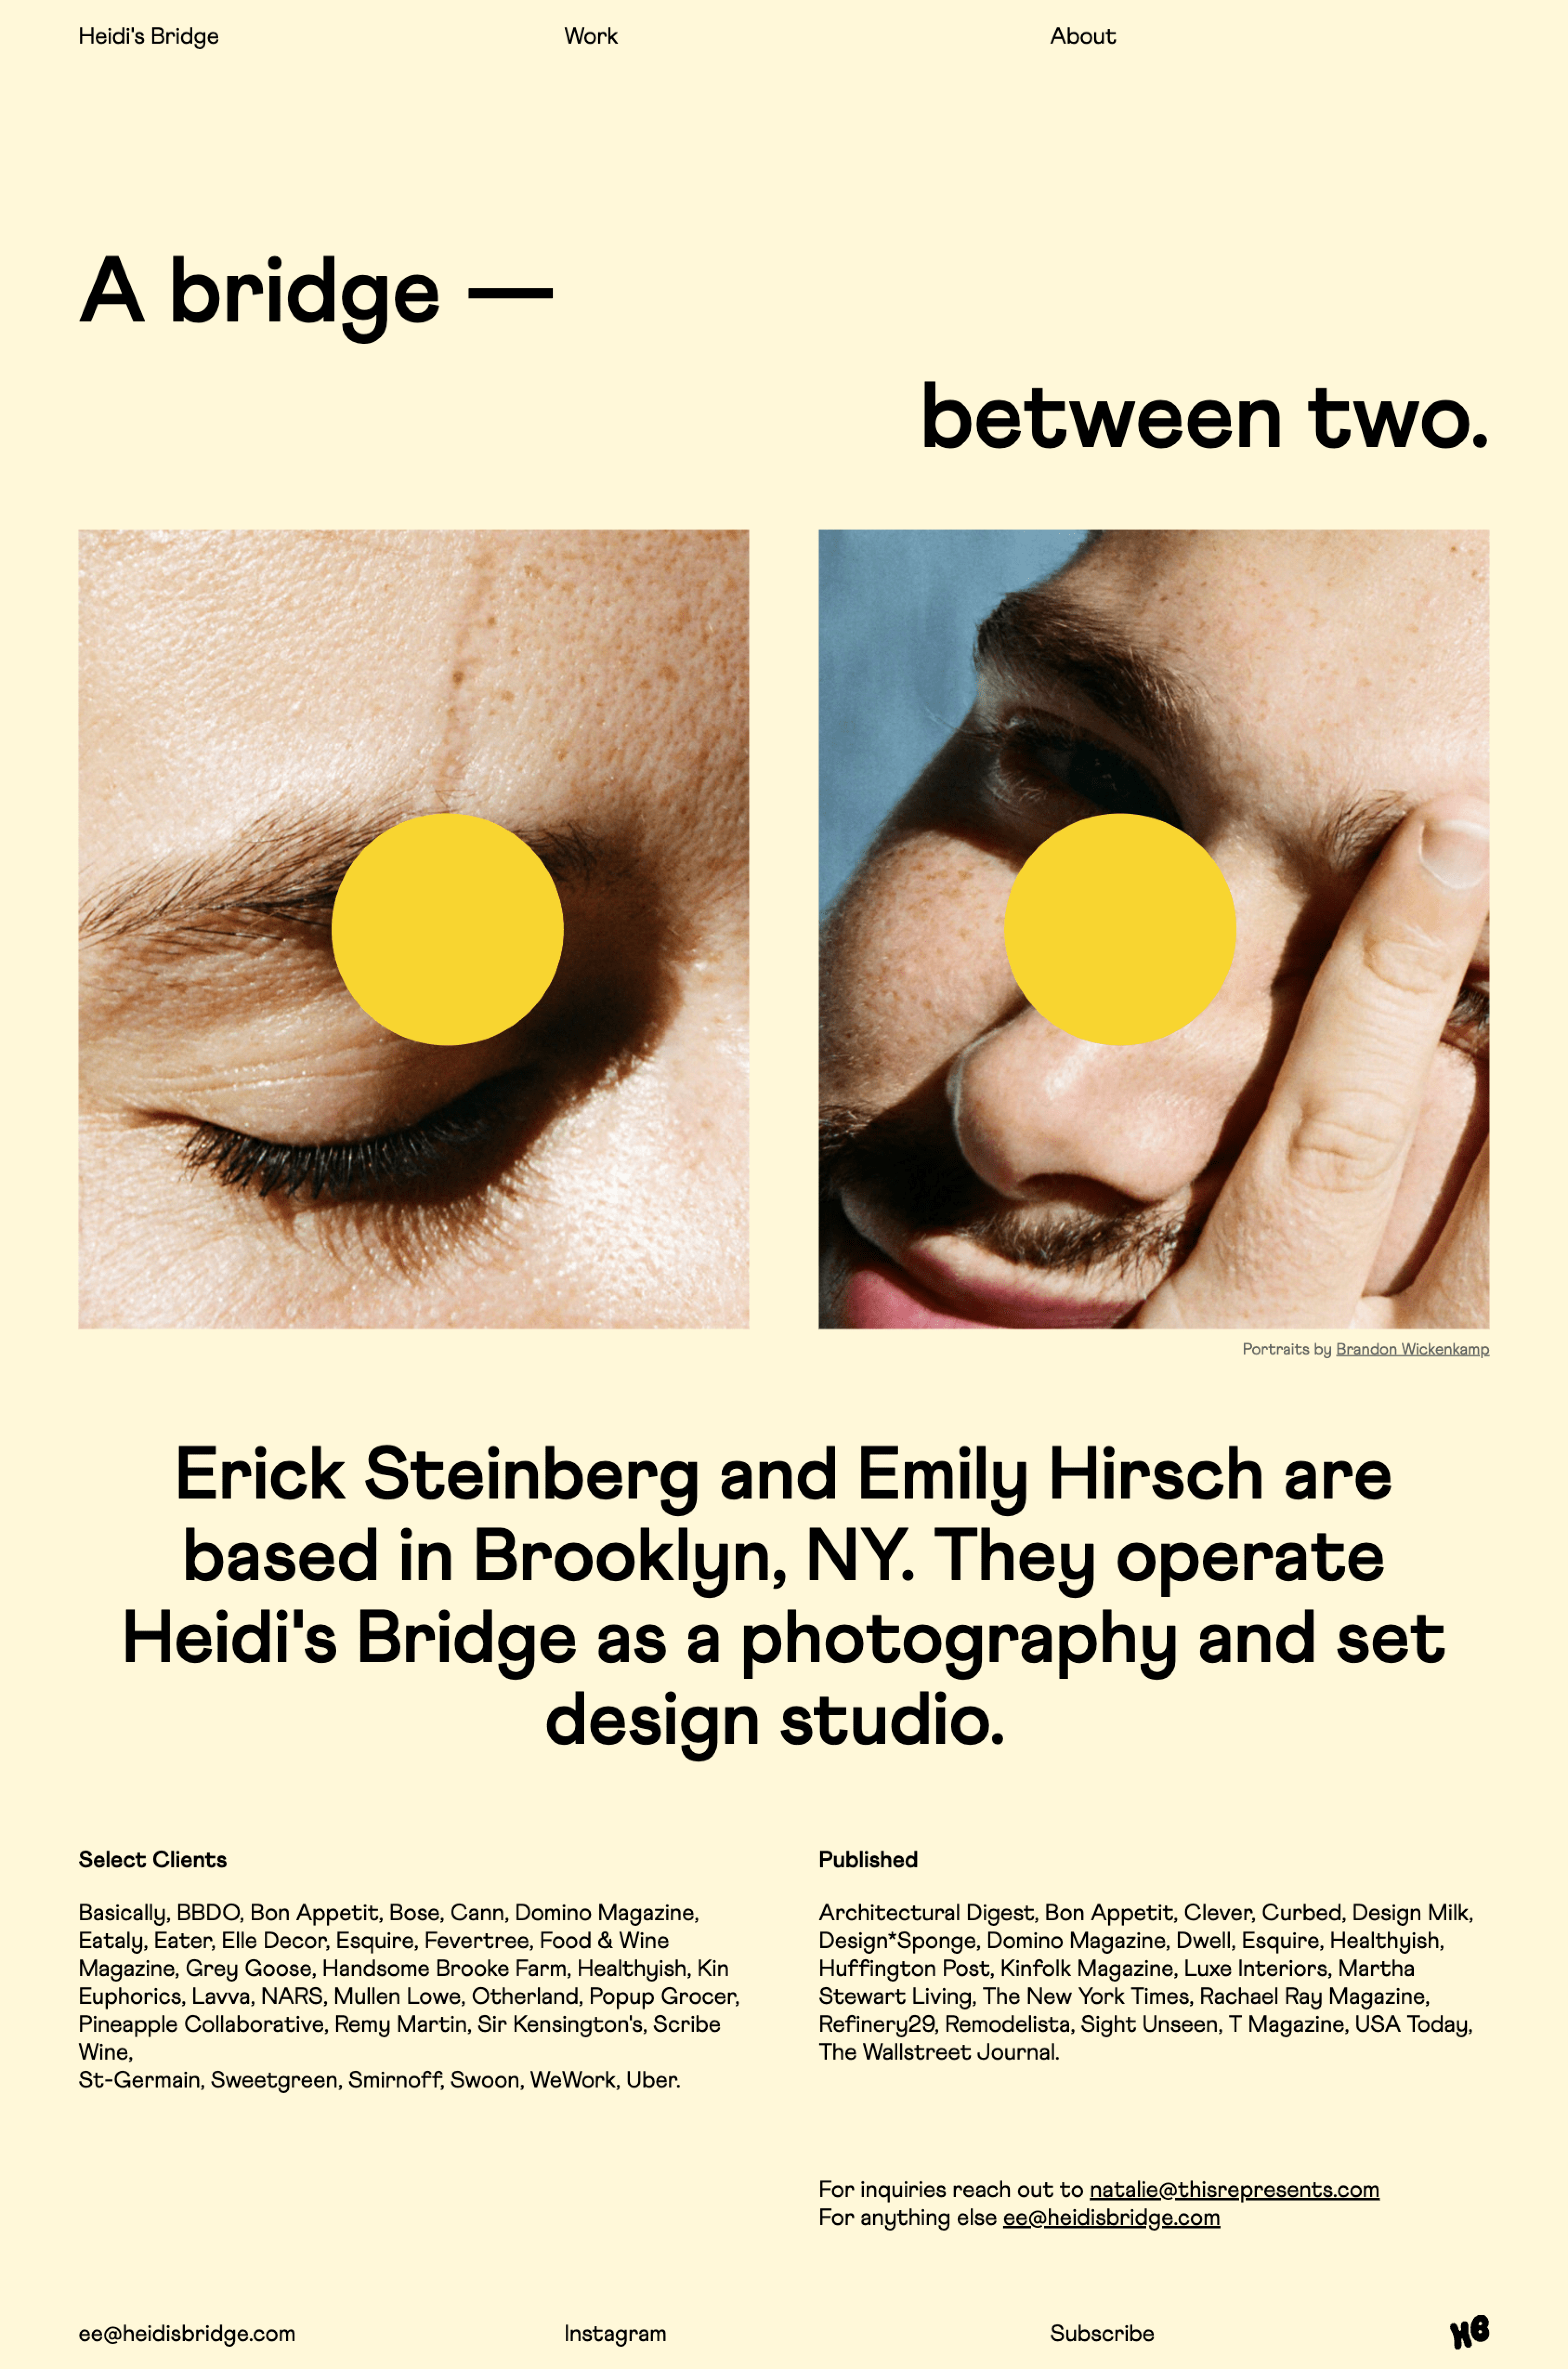 Heidi's Bridge
Work
About
A bridge —
between two.
Portraits by Brandon Wickenkamp
Erick Steinberg and Emily Hirsch are
based in Brooklyn, NY. They operate
Heidi's Bridge as a photography and set
design studio.
Select Clients
Basically, BBDO, Bon Appetit, Bose, Cann, Domino Magazine,
Eataly, Eater, Elle Decor, Esquire, Fevertree, Food & Wine
Magazine, Grey Goose, Handsome Brooke Farm, Healthyish, Kin
Euphorics, Lavva, NARS, Mullen Lowe, Otherland, Popup Grocer,
Pineapple Collaborative, Remy Martin, Sir Kensington's, Scribe
Wine,
St-Germain, Sweetgreen, Smirnoff, Swoon, WeWork, Uber.
Published
Architectural Digest, Bon Appetit, Clever, Curbed, Design Milk,
Design*Sponge, Domino Magazine, Dwell, Esquire, Healthyish,
Huffington Post, Kinfolk Magazine, Luxe Interiors, Martha
Stewart Living, The New York Times, Rachael Ray Magazine,
Refinery29, Remodelista, Sight Unseen, T Magazine, USA Today,
The Wallstreet Journal.
For inquiries reach out to natalie@thisrepresents.com
For anything else ee@heidisbridge.com
ee@heidisbridge.com
Instagram
Subscribe
HB